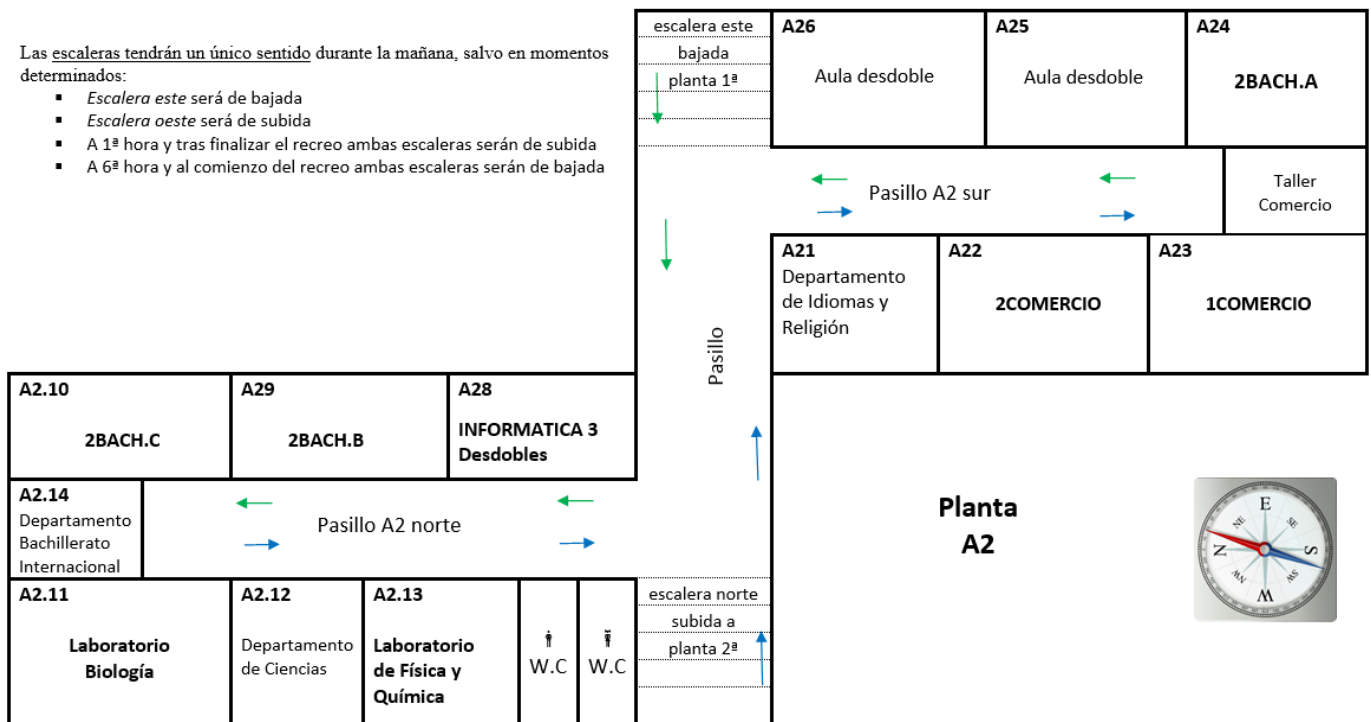 Las escaleras tendrán un único sentido durante la mañana, salvo en momentos
determinados:
▪ Escalera este será de bajada
▪ Escalera oeste será de subida
▪ A 1ª hora y tras finalizar el recreo ambas escaleras serán de subida
▪ A 6ª hora y al comienzo del recreo ambas escaleras serán de bajada
escalera este
bajada
planta 1ª
A26
Aula desdoble
A25
Aula desdoble
A24
2BACH.A
Pasillo A2 sur
Taller
Comercio
A21
Departamento
de Idiomas y
Religión
A22
2COMERCIO
A23
1COMERCIO
Pasillo
A2.10
2BACH.C
A29
2BACH.B
A28
INFORMATICA 3
Desdobles
A2.14
Departamento
Bachillerato
Internacional
Pasillo A2 norte
Planta
A2
E
NE
SE
N
S
NW
SW
W
A2.11
Laboratorio
Biología
A2.12
Departamento
de Ciencias
A2.13
Laboratorio
de Física y
Química
W.C
W.C
escalera norte
subida a
planta 2ª